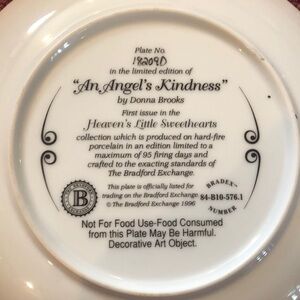 Plate No.
18209D
in the limited edition of
"An Angel's Kindness"
by Donna Brooks
First issue in the
Heaven's Little Sweethearts
collection which is produced on hard-fire
porcelain in an edition limited to a
maximum of 95 firing days and
crafted to the exacting standards of
The Bradford Exchange.
This plate is officially listed for
trading on the Bradford Exchange.
© The Bradford Exchange 1996
B
BRADEX-
84-B10-576.1
NUMBER
Not For Food Use-Food Consumed
from this Plate May Be Harmful.
Decorative Art Object.